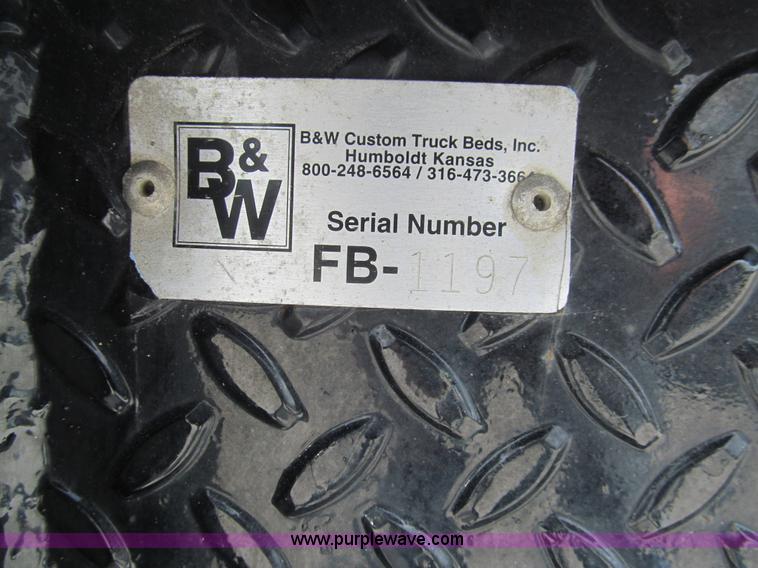 B&W
B&W Custom Truck Beds, Inc.
Humboldt Kansas
800-248-6564 / 316-473-3664
Serial Number
FB-1197
www.purplewave.com